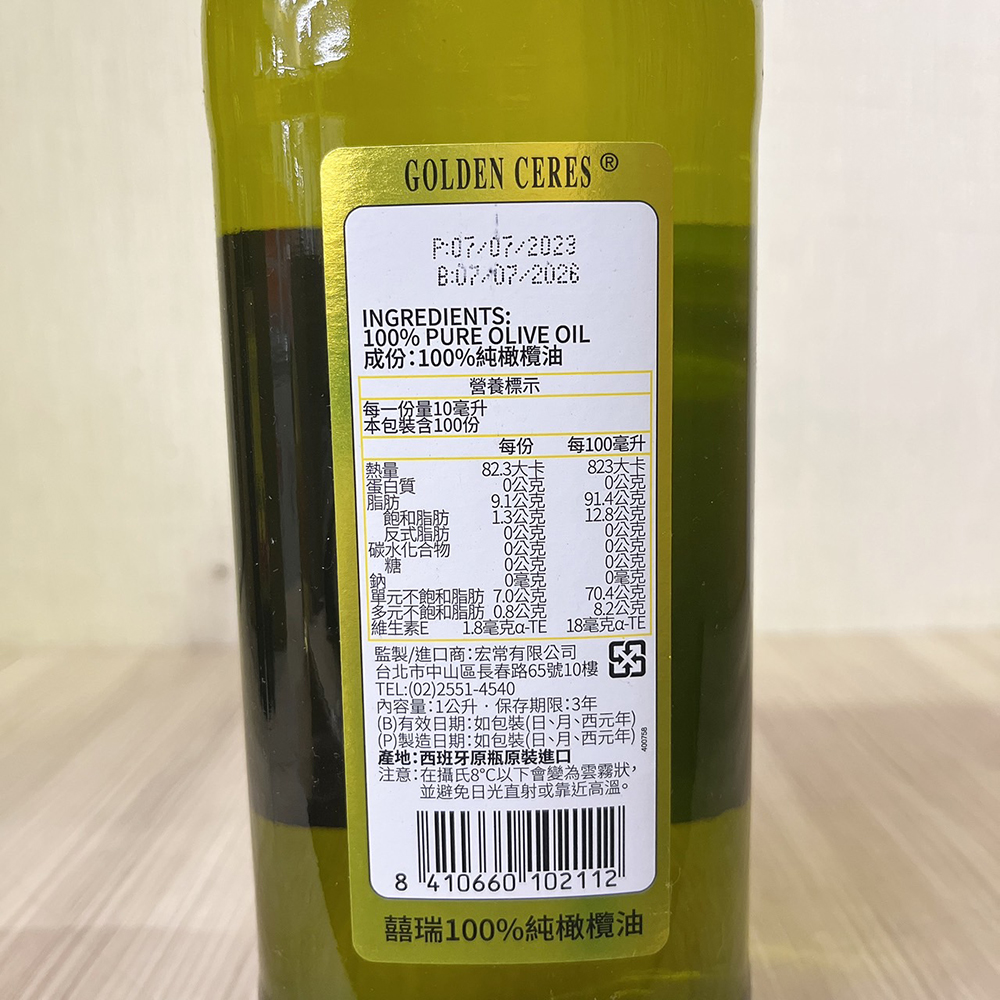 GOLDEN CERES ®
P:07/07/2023
B:07/07/2026
INGREDIENTS:
100% PURE OLIVE OIL
成份:100%純橄欖油
營養標示
每一份量10毫升
本包裝含100份
每份 每100毫升
熱量 82.3大卡 823大卡
蛋白質 0公克 0公克
脂肪 9.1公克 91.4公克
飽和脂肪 1.3公克 12.8公克
反式脂肪 0公克 0公克
碳水化合物 0公克 0公克
糖 0公克 0公克
鈉 0毫克 0毫克
單元不飽和脂肪 7.0公克 70.4公克
多元不飽和脂肪 0.8公克 8.2公克
維生素E 1.8毫克α-TE 18毫克α-TE
監製/進口商:宏常有限公司
台北市中山區長春路65號10樓
TEL:(02)2551-4540
內容量:1公升‧保存期限:3年
(B)有效日期:如包裝(日、月、西元年)
(P)製造日期:如包裝(日、月、西元年)
400758
產地:西班牙原瓶原裝進口
注意:在攝氏8°C以下會變為雲霧狀,
並避免日光直射或靠近高溫。
8 410660 102112
囍瑞100%純橄欖油